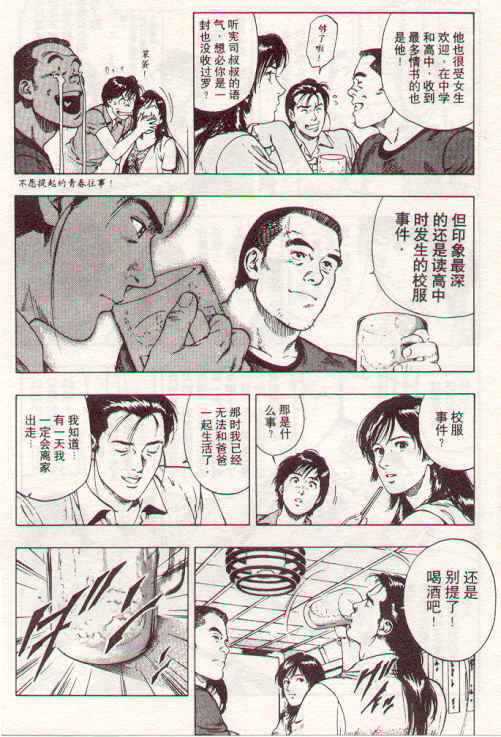 他也很受女生
欢迎．在中学
和高中，收到
最多情书的也
是他！
够了啦！
听宪司叔叔的语
气，想必你是一
封也没收过罗？
笨蛋！
不愿提起的青春往事！
但印象最深
的还是读高中
时发生的校服
事件．
校服
事件？
那是什
么事？
那时我已经
无法和爸爸
一起生活了．
我知道…
有一天我
一定会离家
出走…
还是
别提了！
喝酒吧！